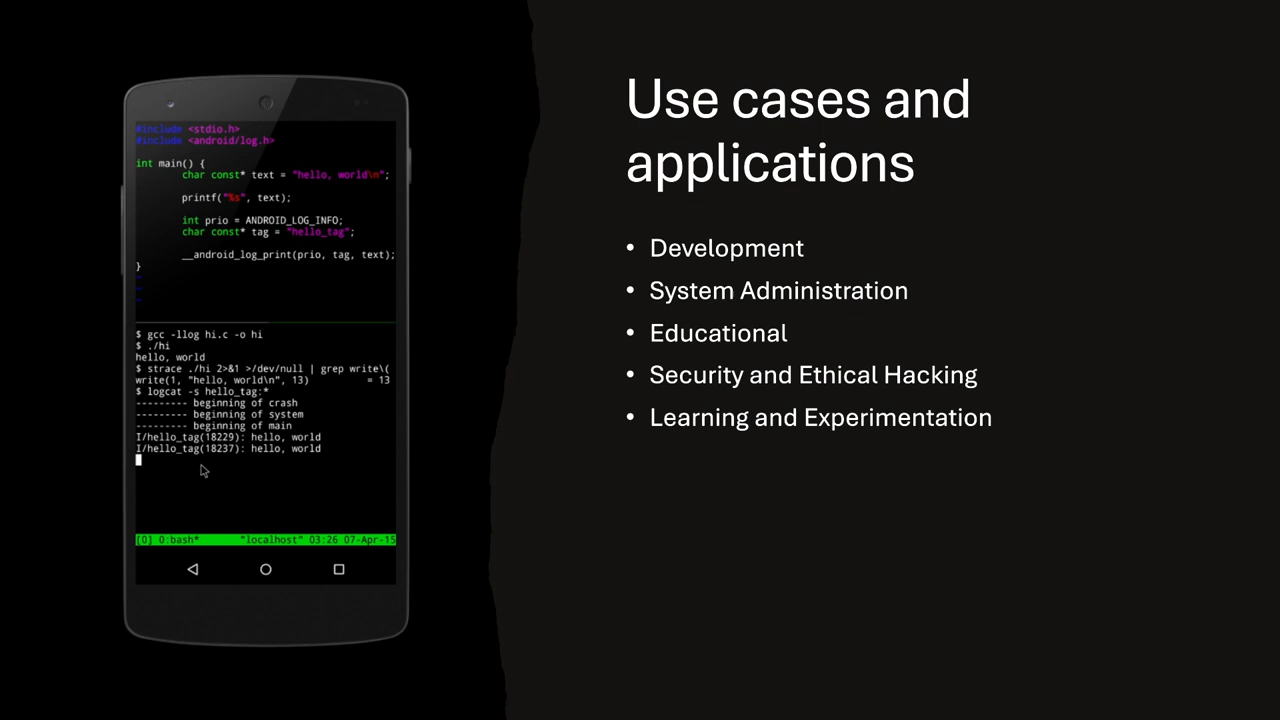 #include <stdio.h>
#include <android/log.h>
int main() {
char const* text = "hello, world\n";
printf("%s", text);
int prio = ANDROID_LOG_INFO;
char const* tag = "hello_tag";
__android_log_print(prio, tag, text);
}
~
~
~
$ gcc -llog hi.c -o hi
$ ./hi
hello, world
$ strace ./hi 2>&1 >/dev/null | grep write\(
write(1, "hello, world\n", 13) = 13
$ logcat -s hello_tag:*
--------- beginning of crash
--------- beginning of system
--------- beginning of main
I/hello_tag(18229): hello, world
I/hello_tag(18237): hello, world
[0] 0:bash* "localhost" 03:26 07-Apr-15
Use cases and
applications
• Development
• System Administration
• Educational
• Security and Ethical Hacking
• Learning and Experimentation